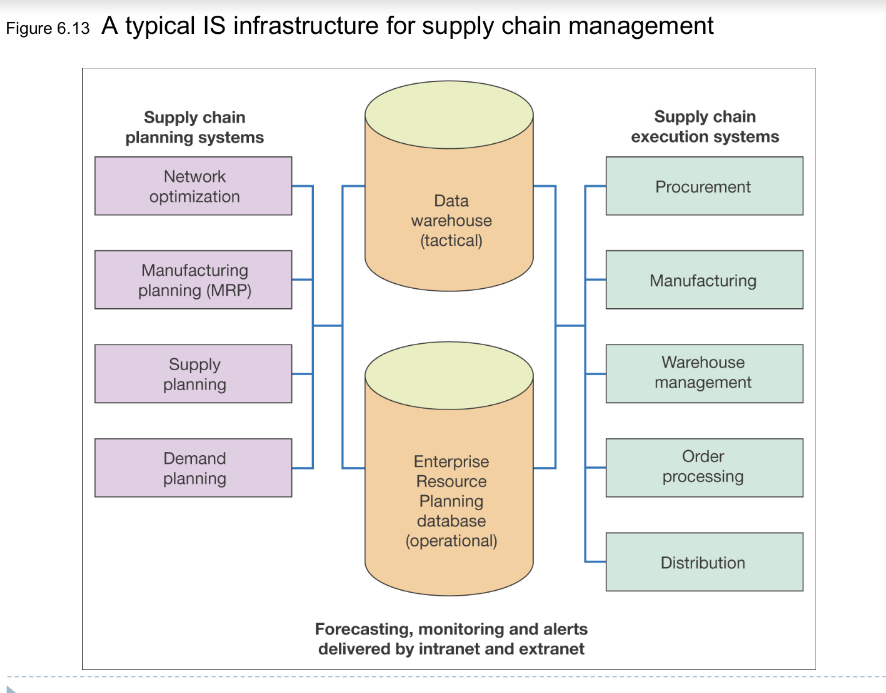 Figure 6.13 A typical IS infrastructure for supply chain management
Supply chain
planning systems
Network
optimization
Manufacturing
planning (MRP)
Supply
planning
Demand
planning
Data
warehouse
(tactical)
Enterprise
Resource
Planning
database
(operational)
Supply chain
execution systems
Procurement
Manufacturing
Warehouse
management
Order
processing
Distribution
Forecasting, monitoring and alerts
delivered by intranet and extranet